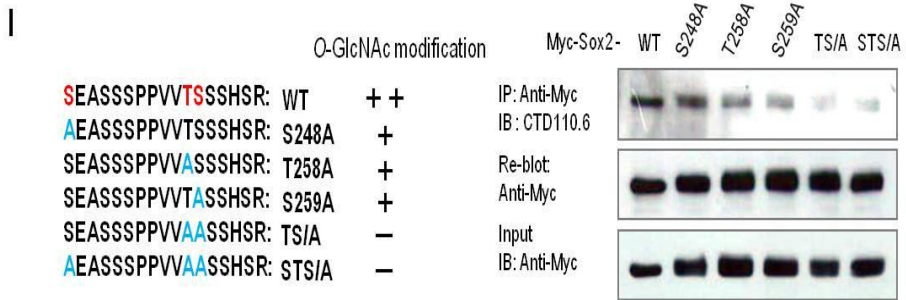 I
O-GlcNAc modification
SEASSSPPVVTSSSHSR: WT ++
AEASSSPPVVTSSSHSR: S248A +
SEASSSPPVVASSSHSR: T258A +
SEASSSPPVVTASSHSR: S259A +
SEASSSPPVVAASSHSR: TS/A –
AEASSSPPVVAASSHSR: STS/A –
Myc-Sox2- WT S248A T258A S259A TS/A STS/A
IP: Anti-Myc
IB: CTD110.6
Re-blot:
Anti-Myc
Input
IB: Anti-Myc